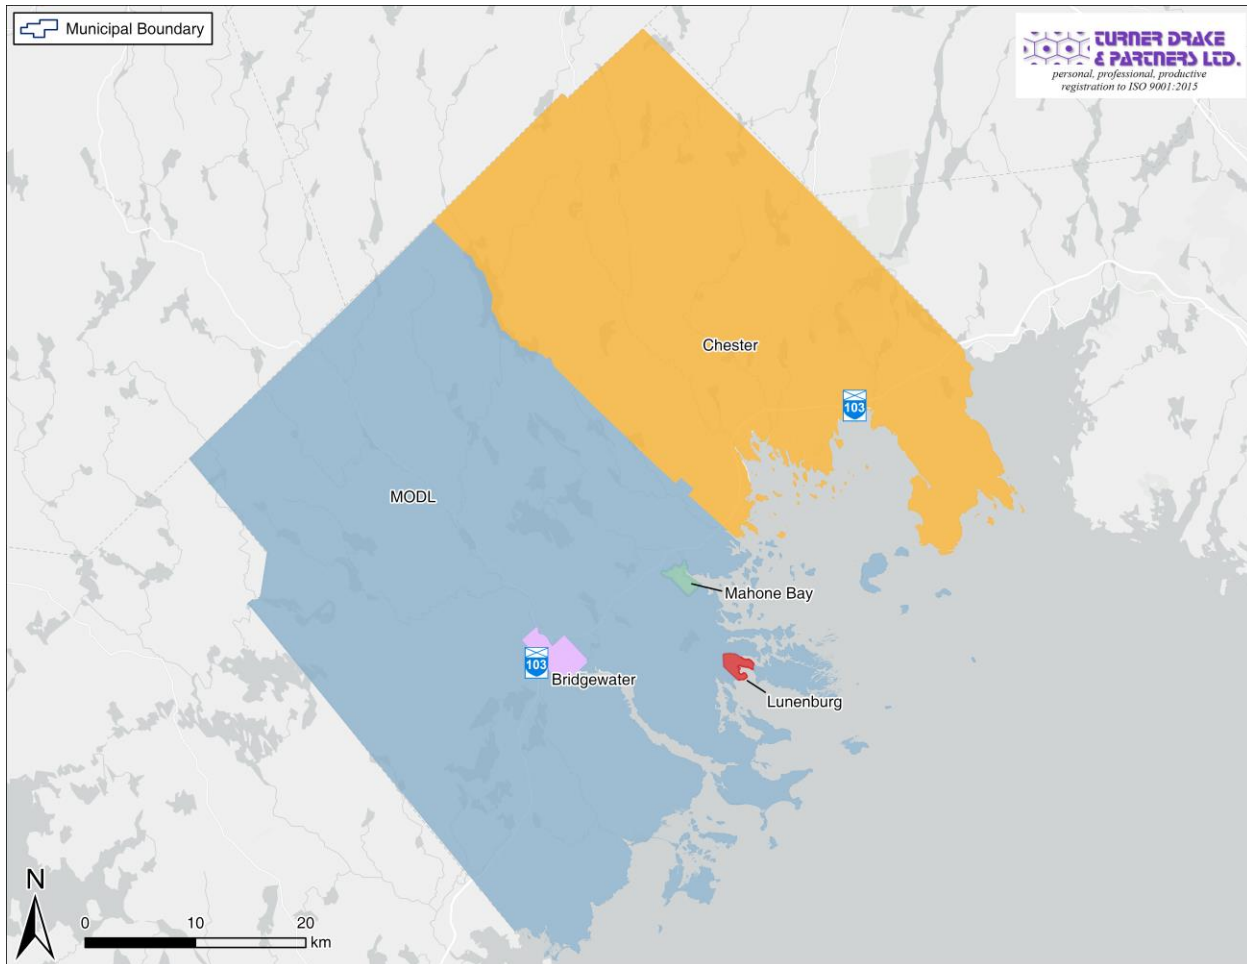 Municipal Boundary
TURNER DRAKE
& PARTNERS LTD.
personal, professional, productive
registration to ISO 9001:2015
Chester
103
MODL
Mahone Bay
103
Bridgewater
Lunenburg
N
0 10 20
km